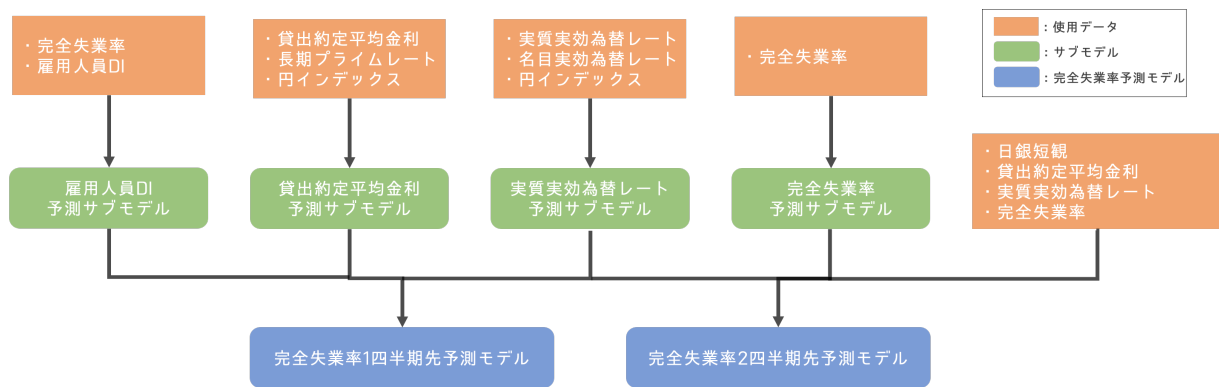 ・完全失業率
・雇用人員DI
・貸出約定平均金利
・長期プライムレート
・円インデックス
・実質実効為替レート
・名目実効為替レート
・円インデックス
・完全失業率
：使用データ
：サブモデル
：完全失業率予測モデル
雇用人員DI
予測サブモデル
貸出約定平均金利
予測サブモデル
実質実効為替レート
予測サブモデル
完全失業率
予測サブモデル
・日銀短観
・貸出約定平均金利
・実質実効為替レート
・完全失業率
完全失業率1四半期先予測モデル
完全失業率2四半期先予測モデル